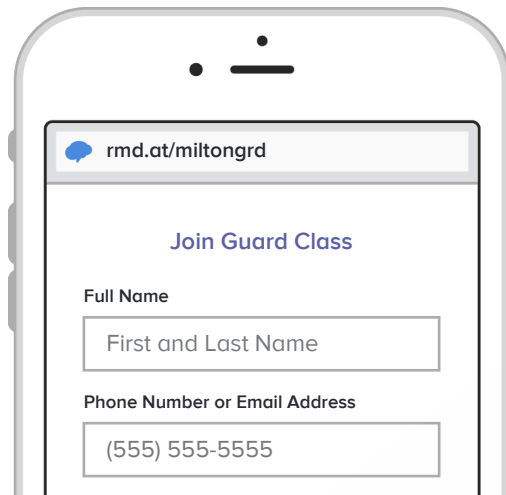 rmd.at/miltongrd
Join Guard Class
Full Name
First and Last Name
Phone Number or Email Address
(555) 555-5555